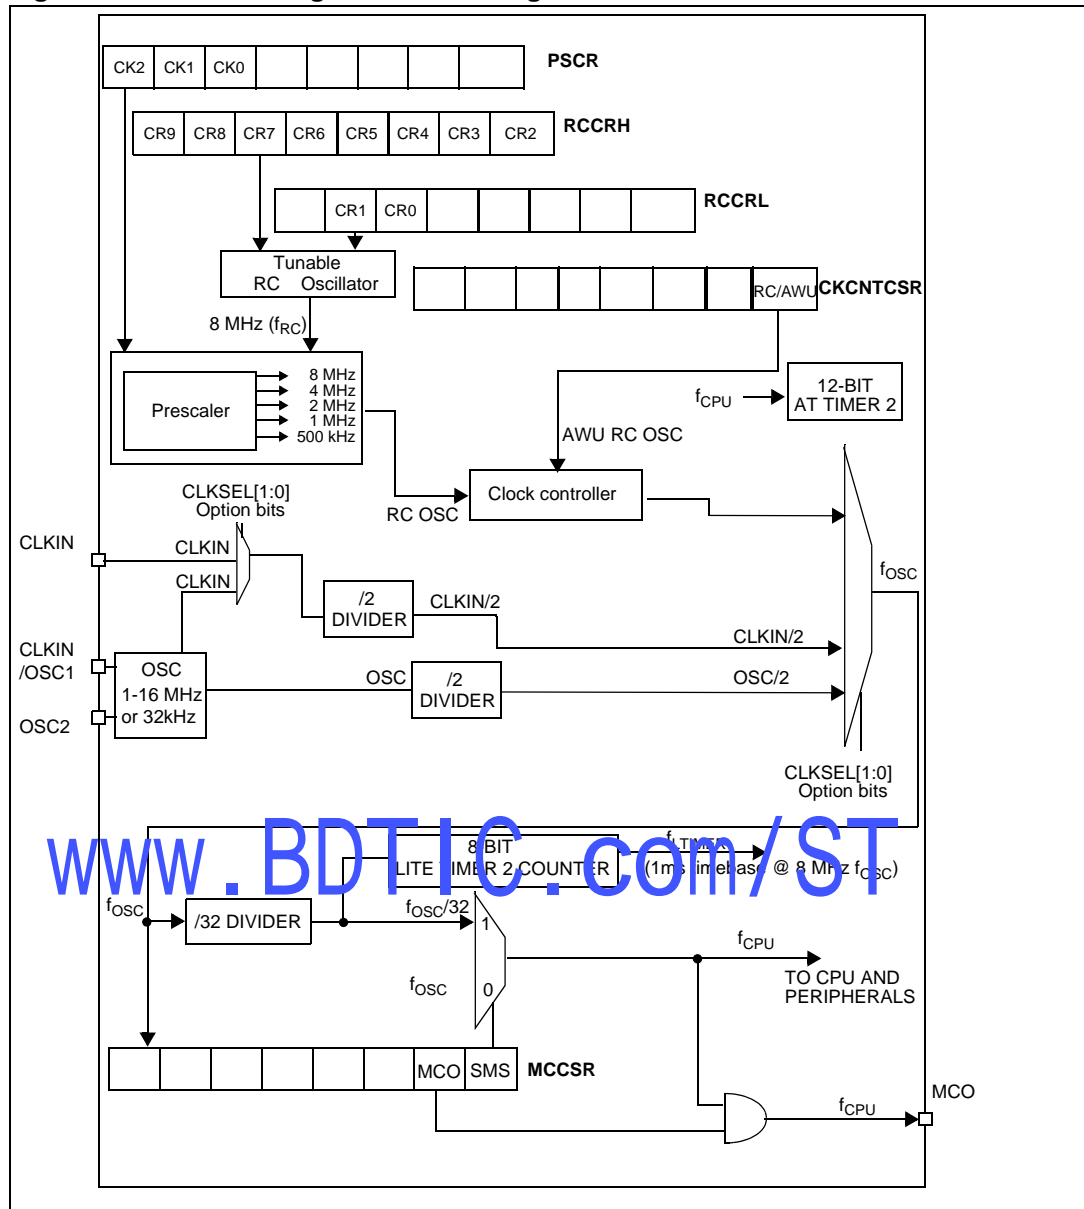 CK2 CK1 CK0 PSCR
CR9 CR8 CR7 CR6 CR5 CR4 CR3 CR2 RCCRH
CR1 CR0 RCCRL
Tunable
RC Oscillator
RC/AWU CKCNTCSR
8 MHz (fRC)
Prescaler
8 MHz
4 MHz
2 MHz
1 MHz
500 kHz
fCPU
12-BIT
AT TIMER 2
AWU RC OSC
Clock controller
RC OSC
CLKSEL[1:0]
Option bits
CLKIN
CLKIN
CLKIN
fOSC
/2
DIVIDER
CLKIN/2
CLKIN/2
CLKIN
/OSC1
OSC
1-16 MHz
or 32kHz
OSC
/2
DIVIDER
OSC/2
OSC2
CLKSEL[1:0]
Option bits
www.BDTIC.com/ST
8-BIT
LITE TIMER 2 COUNTER
fLTIMER
(1ms timebase @ 8 MHz fOSC)
fOSC
/32 DIVIDER
fOSC/32
1
fCPU
TO CPU AND
PERIPHERALS
fOSC
0
MCO SMS MCCSR
fCPU
MCO